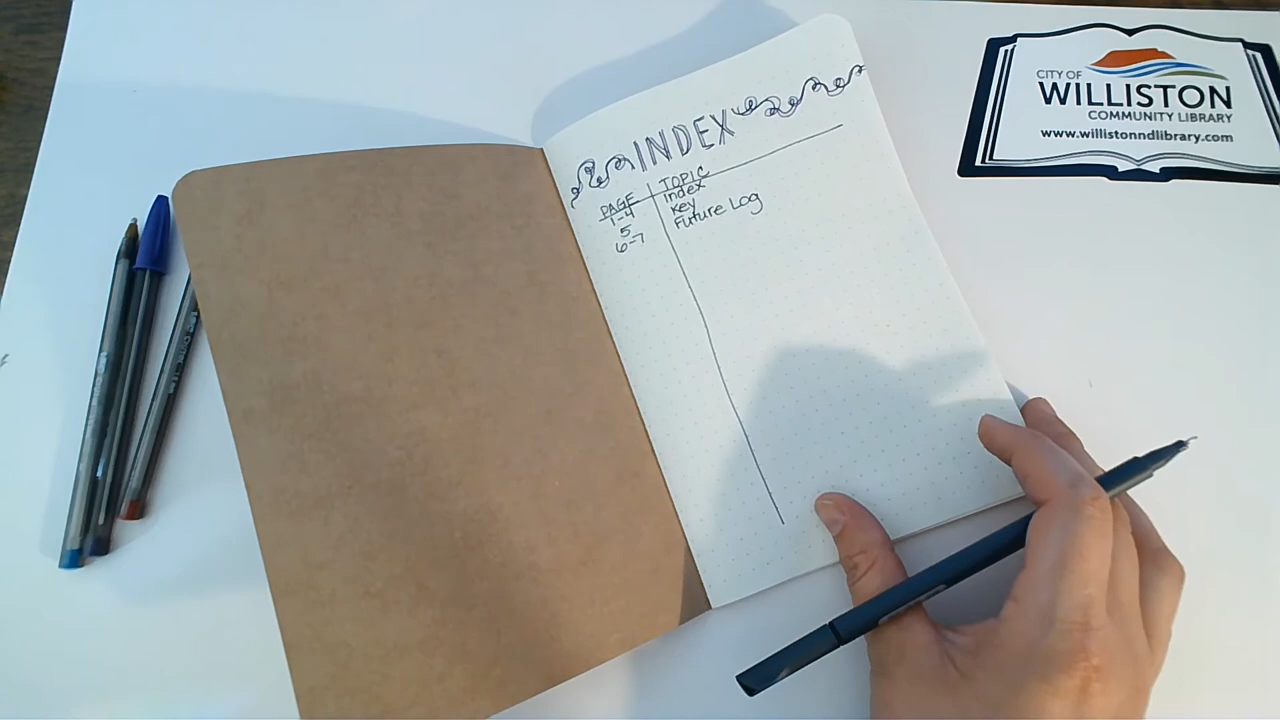 INDEX
PAGE TOPIC
1-4 Index
5 Key
6-7 Future Log
CITY OF
WILLISTON
COMMUNITY LIBRARY
www.willistonndlibrary.com